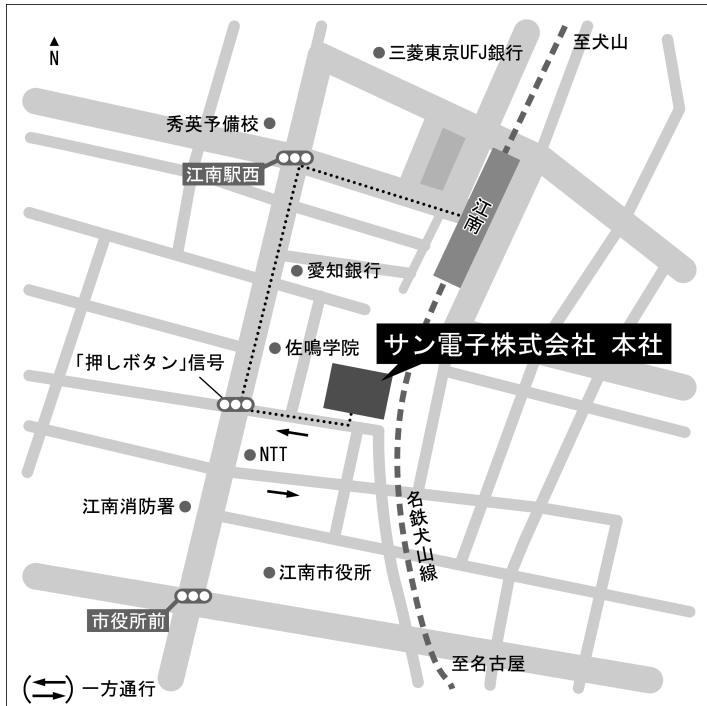 N
三菱東京UFJ銀行
至犬山
秀英予備校
江南駅西
江南
愛知銀行
佐鳴学院
サン電子株式会社 本社
「押しボタン」信号
NTT
江南消防署
名鉄犬山線
江南市役所
市役所前
至名古屋
(⇄) 一方通行